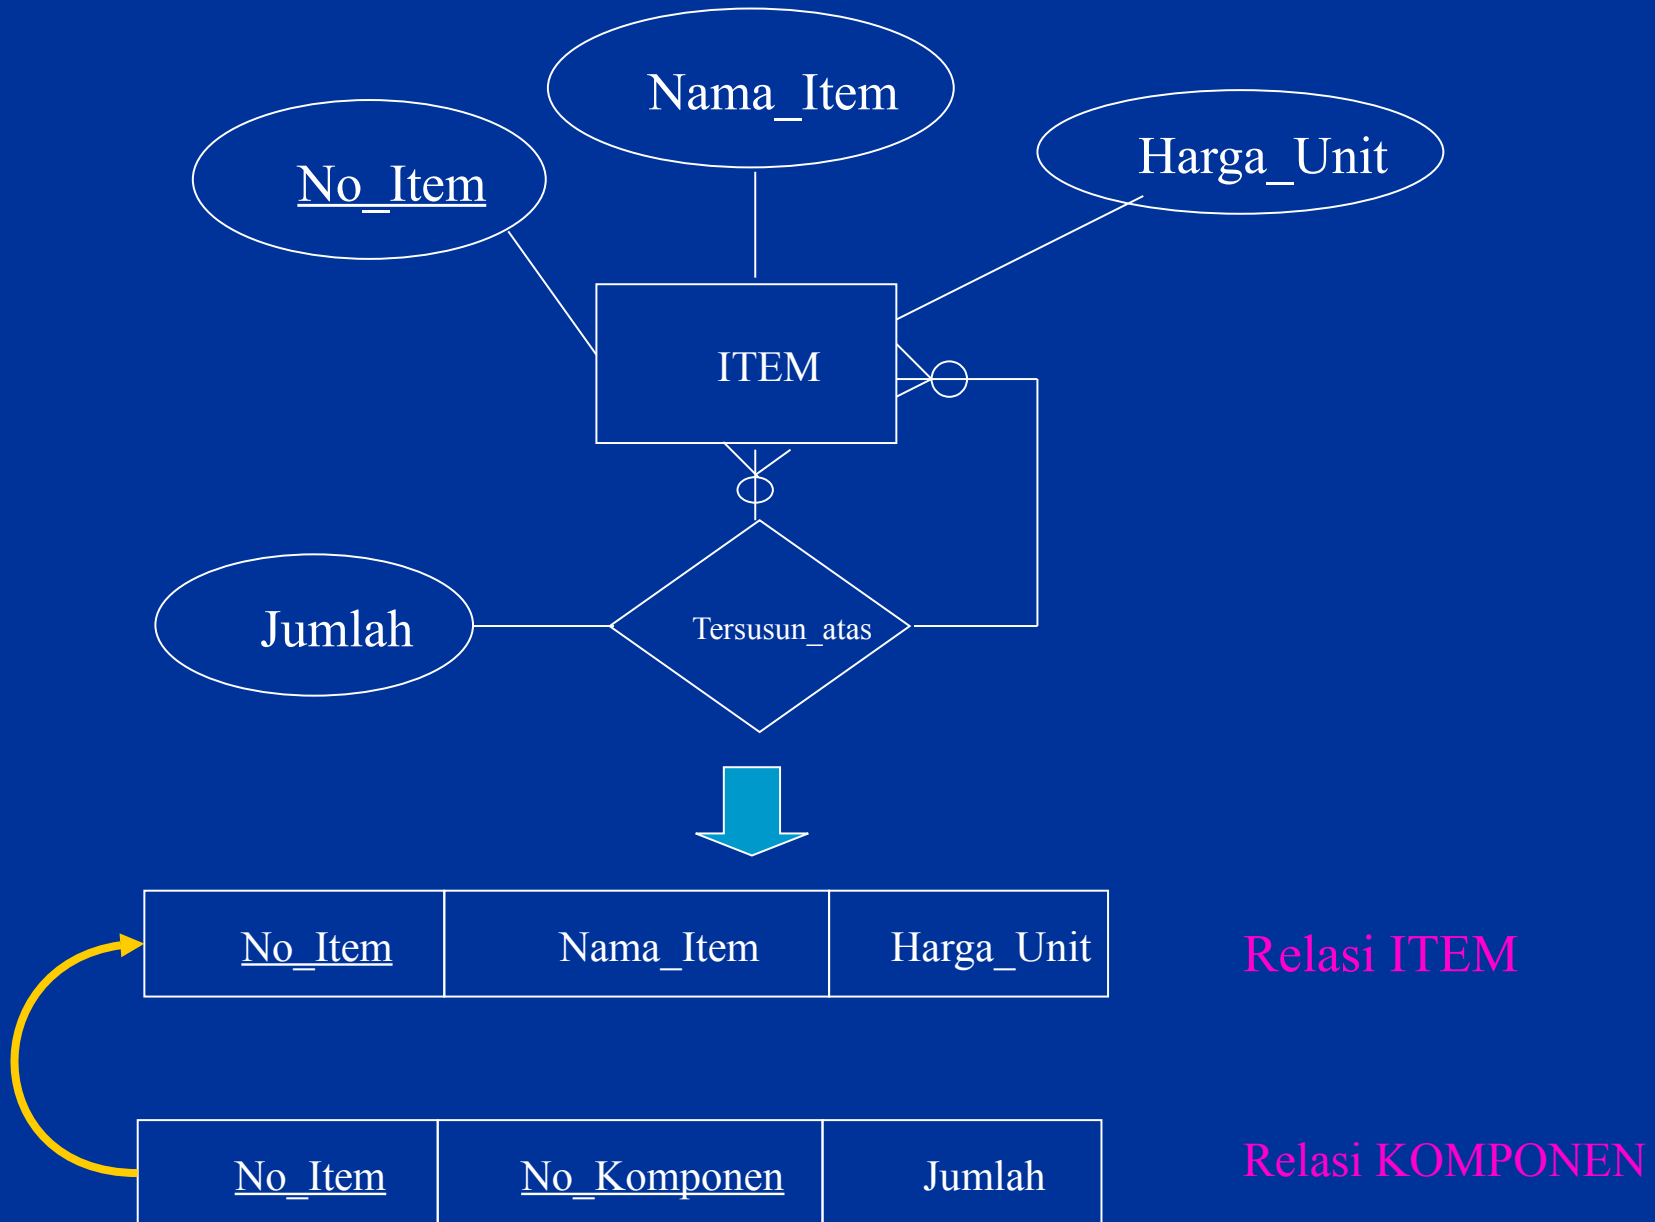 Nama_Item
Harga_Unit
No_Item
ITEM
Jumlah
Tersusun_atas
No_Item
Nama_Item
Harga_Unit
Relasi ITEM
No_Item
No_Komponen
Jumlah
Relasi KOMPONEN